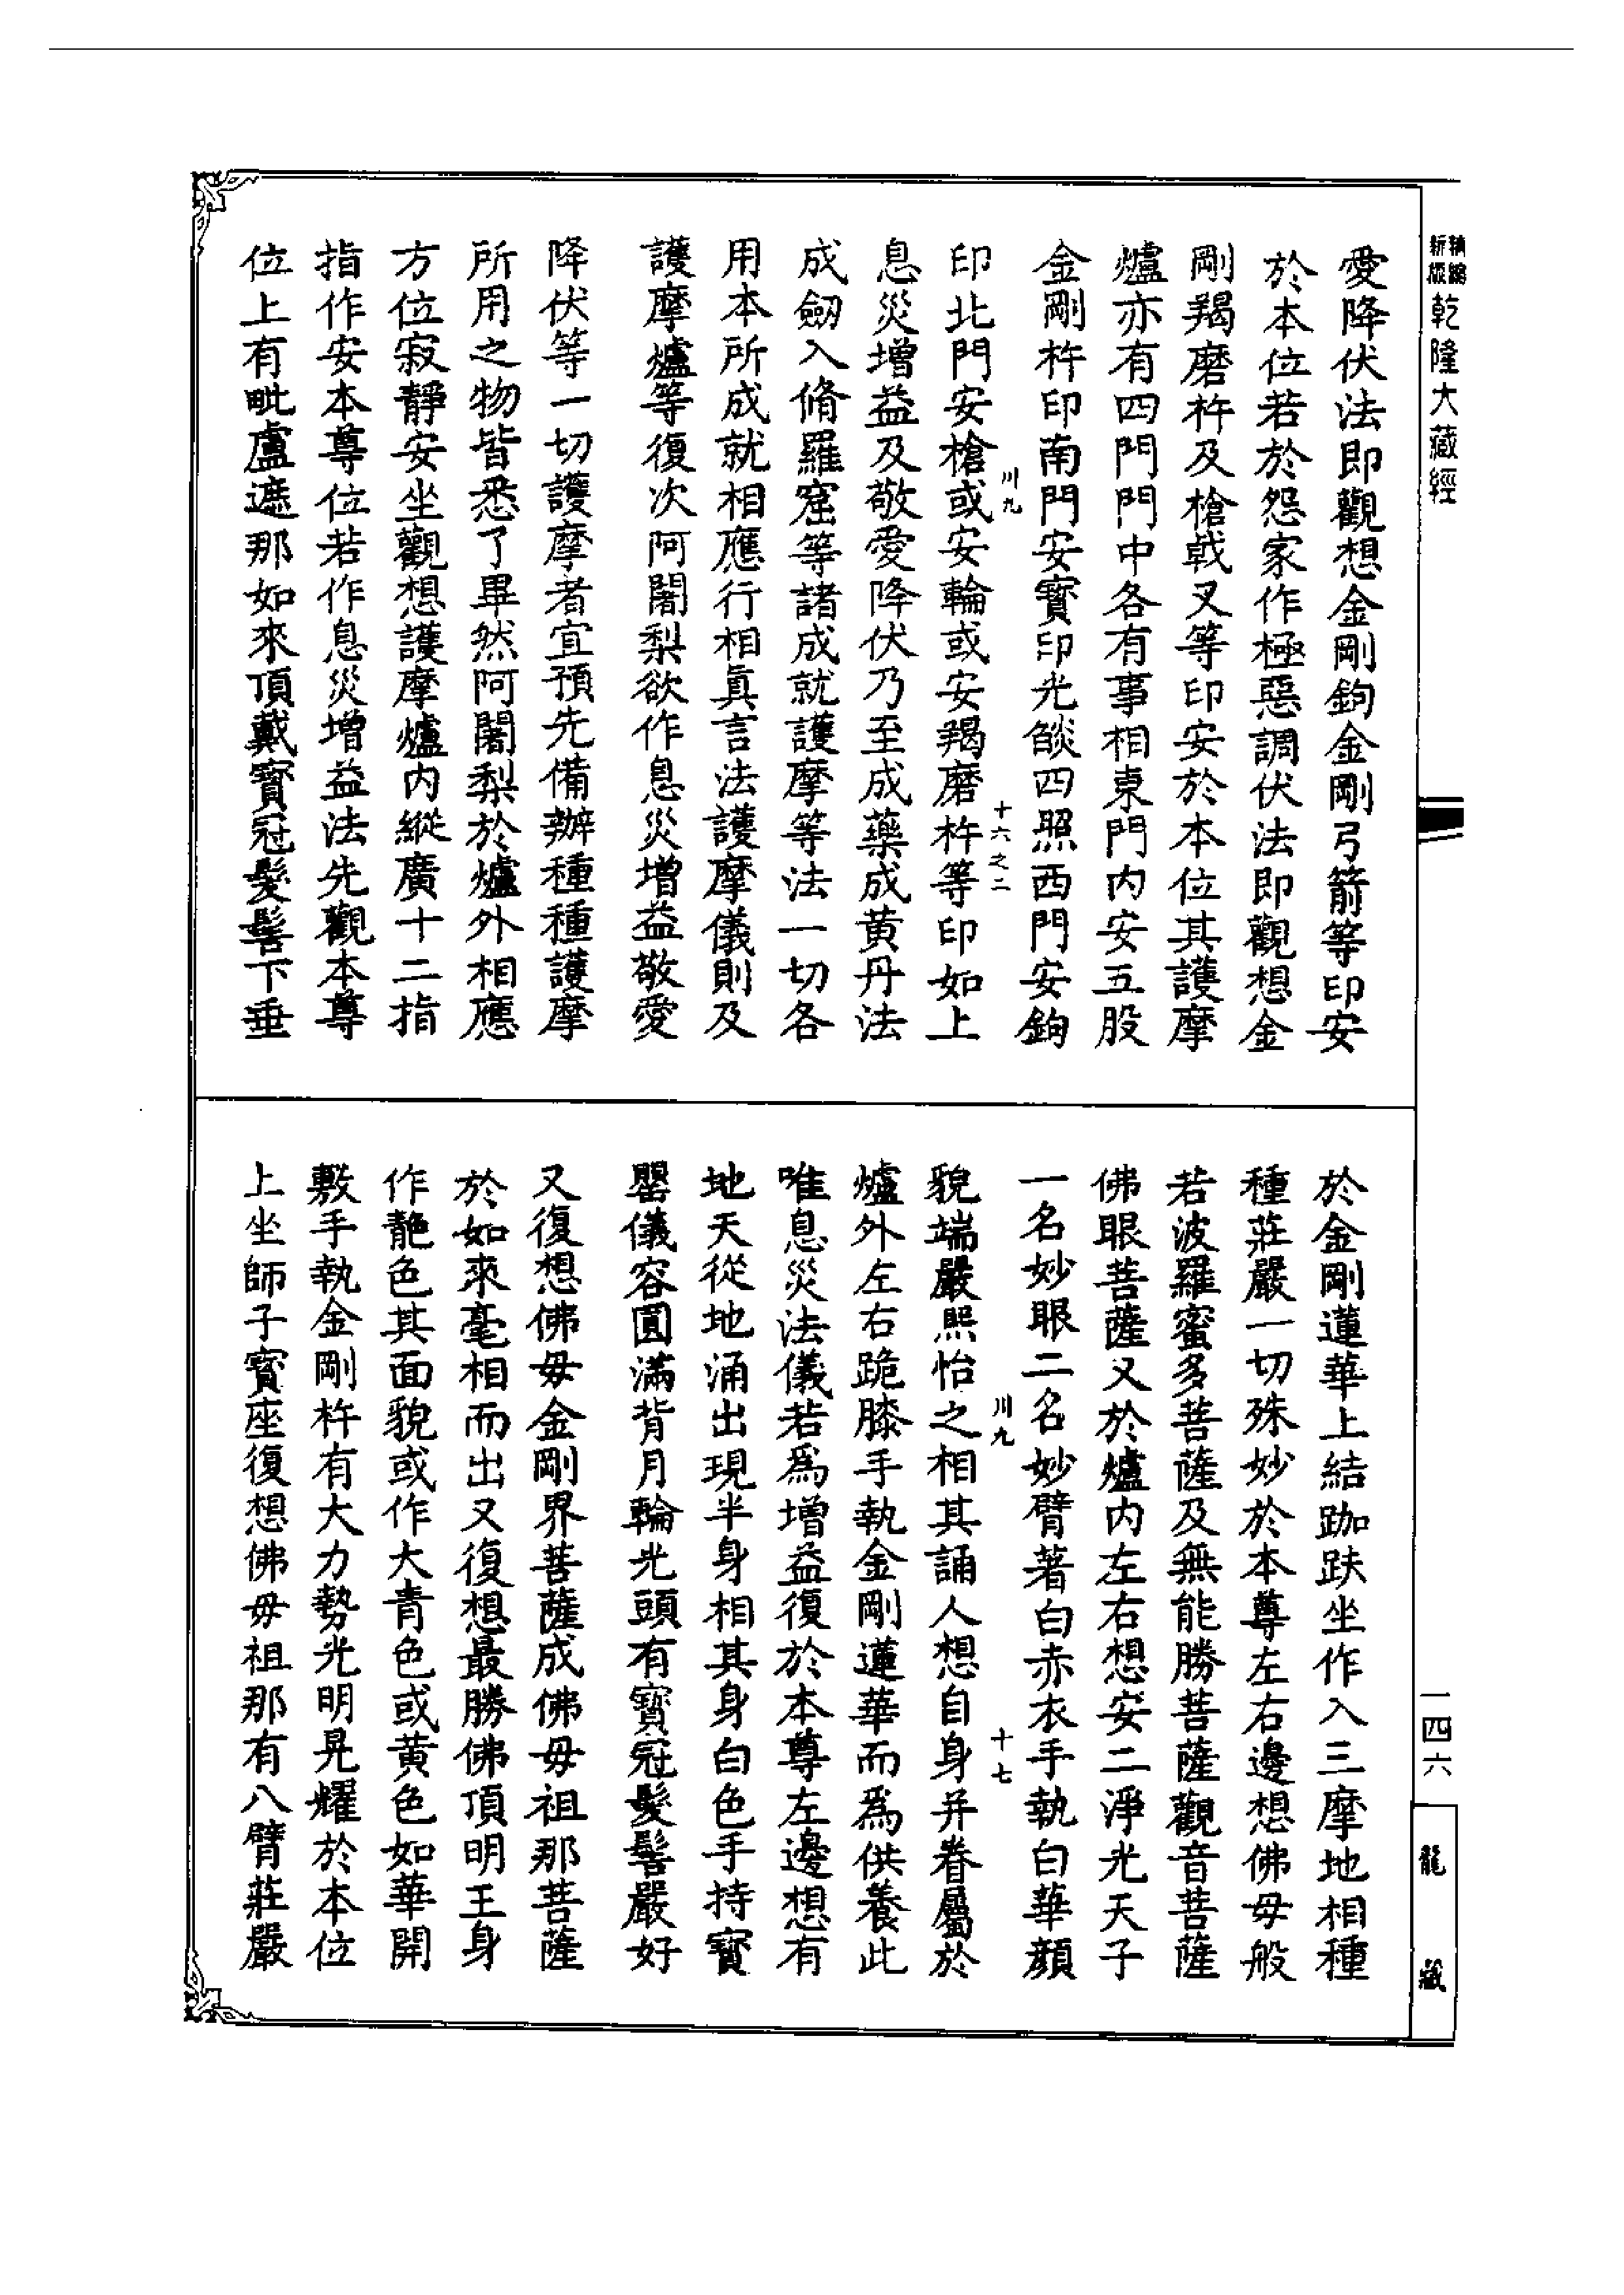 精縮
新版
乾隆大藏經
愛降伏法即觀想金剛鉤金剛弓箭等印安
於本位若於怨家作極惡調伏法即觀想金
剛羯磨杵及槍戟叉等印安於本位其護摩
爐亦有四門門中各有事相東門内安五股
金剛杵印南門安寶印光燄四照西門安鉤
川九
十六之二
印北門安槍或安輪或安羯磨杵等印如上
息災增益及敬愛降伏乃至成藥成黄丹法
成劒入脩羅窟等諸成就護摩等法一切各
用本所成就相應行相眞言法護摩儀則及
護摩爐等復次阿闍梨欲作息災增益敬愛
降伏等一切護摩者宜預先備辦種種護摩
所用之物皆悉了畢然阿闍梨於爐外相應
方位寂靜安坐觀想護摩爐内縱廣十二指
指作安本尊位若作息災增益法先觀本尊
位上有毗盧遮那如來頂戴寶冠髮髻下垂
於金剛蓮華上結跏趺坐作入三摩地相種
種莊嚴一切殊妙於本尊左右邊想佛母般
若波羅蜜多菩薩及無能勝菩薩觀音菩薩
佛眼菩薩又於爐内左右想安二淨光天子
一名妙眼二名妙臂著白赤衣手執白華顏
川九
十七
貌端嚴熙怡之相其誦人想自身并眷屬於
爐外左右跪膝手執金剛蓮華而爲供養此
唯息災法儀若爲增益復於本尊左邊想有
地天從地涌出現半身相其身白色手持寶
罌儀容圓滿背月輪光頭有寶冠髮髻嚴好
又復想佛母金剛界菩薩成佛母祖那菩薩
於如來毫相而出又復想最勝佛頂明王身
作艷色其面貌或作大青色或黄色如華開
敷手執金剛杵有大力勢光明晃耀於本位
上坐師子寶座復想佛母祖那有八臂莊嚴
一四六
龍藏